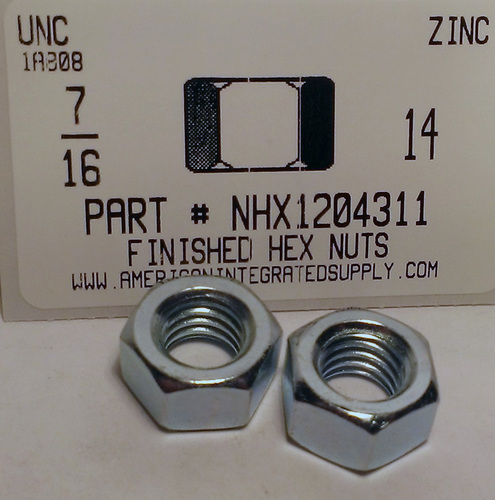 UNC
ZINC
1A308
7
16
14
PART # NHX1204311
FINISHED HEX NUTS
WWW.AMERICANINTEGRATEDSUPPLY.COM